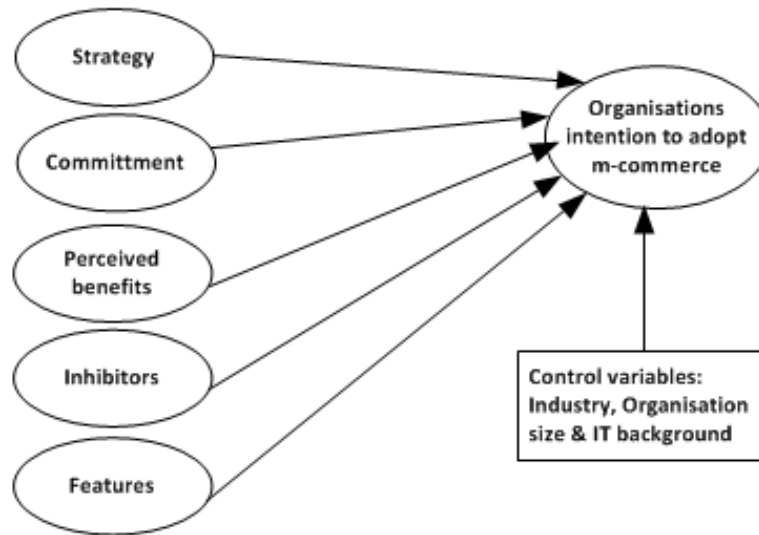 Strategy
Committment
Perceived
benefits
Inhibitors
Features
Organisations
intention to adopt
m-commerce
Control variables:
Industry, Organisation
size & IT background